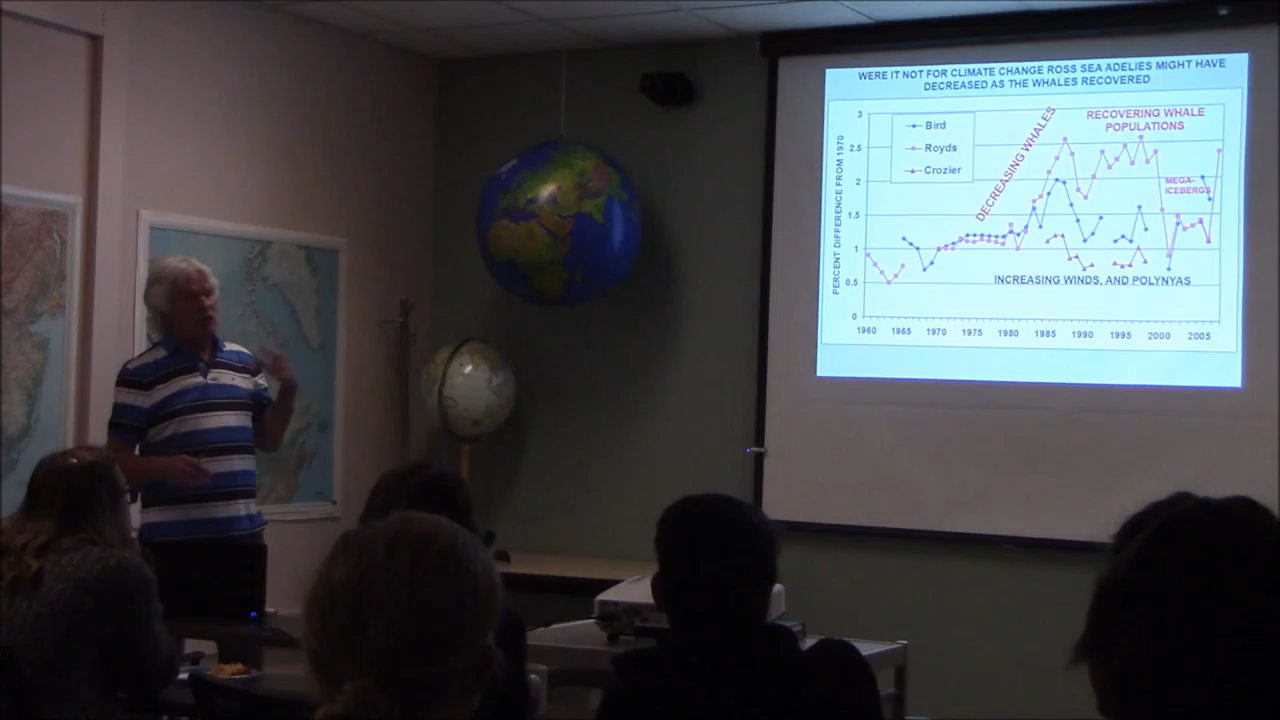 WERE IT NOT FOR CLIMATE CHANGE ROSS SEA ADELIES MIGHT HAVE
DECREASED AS THE WHALES RECOVERED
PERCENT DIFFERENCE FROM 1970
3
2.5
2
1.5
1
0.5
0
Bird
Royds
Crozier
DECREASING WHALES
RECOVERING WHALE
POPULATIONS
MEGA-
ICEBERGS
INCREASING WINDS, AND POLYNYAS
1960 1965 1970 1975 1980 1985 1990 1995 2000 2005